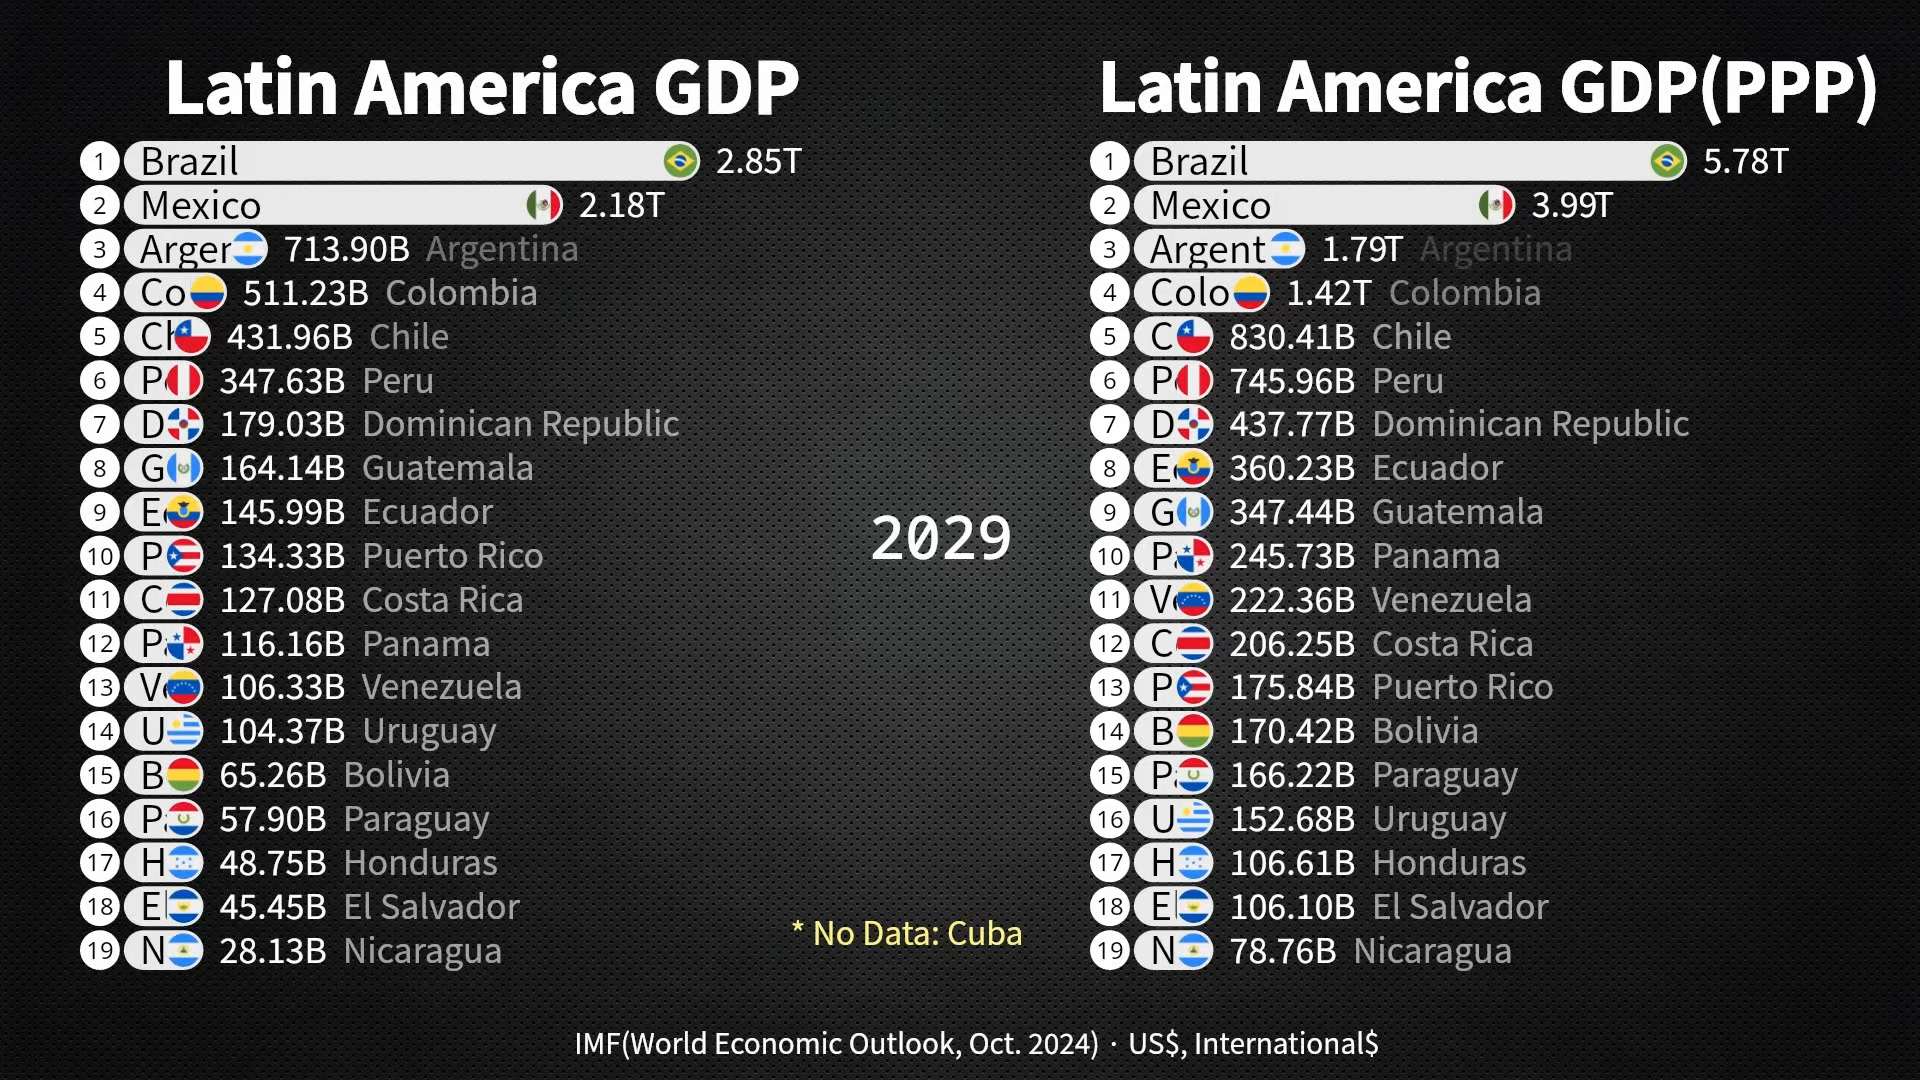 Latin America GDP
1 Brazil 2.85T
2 Mexico 2.18T
3 Arger 713.90B Argentina
4 Co 511.23B Colombia
5 Ch 431.96B Chile
6 P 347.63B Peru
7 D 179.03B Dominican Republic
8 G 164.14B Guatemala
9 E 145.99B Ecuador
10 P 134.33B Puerto Rico
11 C 127.08B Costa Rica
12 P 116.16B Panama
13 V 106.33B Venezuela
14 U 104.37B Uruguay
15 B 65.26B Bolivia
16 P 57.90B Paraguay
17 H 48.75B Honduras
18 El 45.45B El Salvador
19 N 28.13B Nicaragua
2029
* No Data: Cuba
Latin America GDP(PPP)
1 Brazil 5.78T
2 Mexico 3.99T
3 Argent 1.79T Argentina
4 Colo 1.42T Colombia
5 C 830.41B Chile
6 P 745.96B Peru
7 D 437.77B Dominican Republic
8 E 360.23B Ecuador
9 G 347.44B Guatemala
10 P 245.73B Panama
11 V 222.36B Venezuela
12 C 206.25B Costa Rica
13 P 175.84B Puerto Rico
14 B 170.42B Bolivia
15 P 166.22B Paraguay
16 U 152.68B Uruguay
17 H 106.61B Honduras
18 El 106.10B El Salvador
19 N 78.76B Nicaragua
IMF(World Economic Outlook, Oct. 2024) · US$, International$